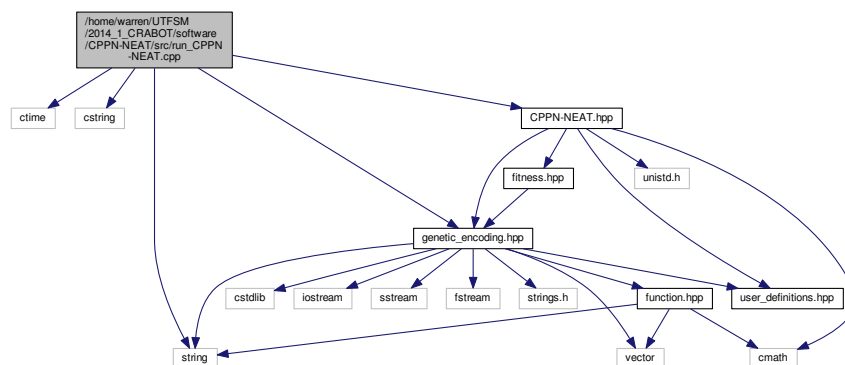 /home/warren/UTFSM
/2014_1_CRABOT/software
/CPPN-NEAT/src/run_CPPN
-NEAT.cpp
ctime
cstring
CPPN-NEAT.hpp
fitness.hpp
unistd.h
genetic_encoding.hpp
cstdlib
iostream
sstream
fstream
strings.h
function.hpp
user_definitions.hpp
string
vector
cmath